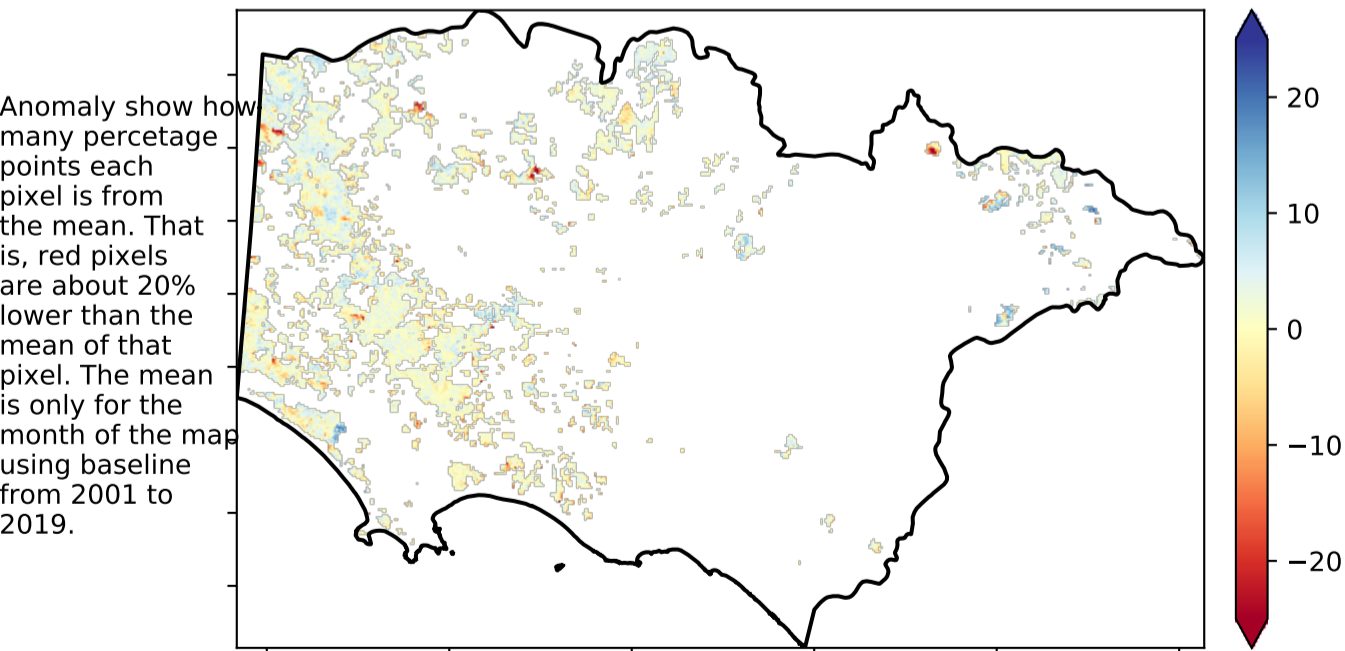 Anomaly show how
many percetage
points each
pixel is from
the mean. That
is, red pixels
are about 20%
lower than the
mean of that
pixel. The mean
is only for the
month of the map
using baseline
from 2001 to
2019.
20
10
0
−10
−20